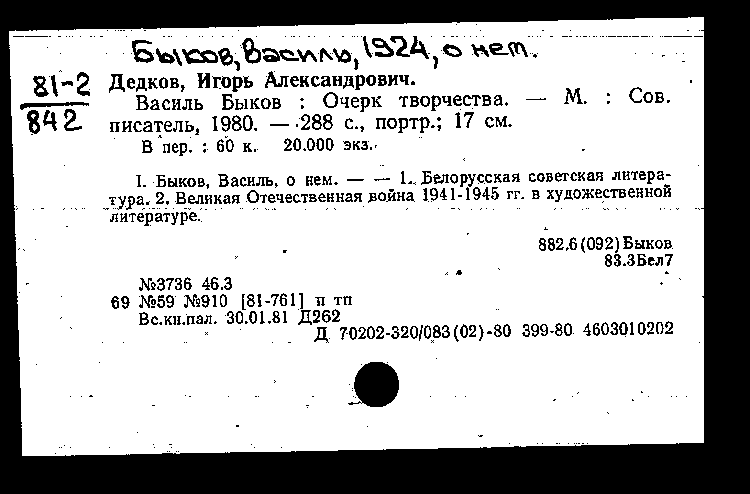 Быков, Василь, 1924, о нем.
81-2
842
Дедков, Игорь Александрович.
Василь Быков : Очерк творчества. — М. : Сов.
писатель, 1980. — 288 с., портр.; 17 см.
В пер. : 60 к. 20.000 экз.
I. Быков, Василь, о нем. — — 1. Белорусская советская литера-
тура. 2. Великая Отечественная война 1941-1945 гг. в художественной
литературе.
882.6(092)Быков
83.3Бел7
№3736 46.3
69 №59 №910 [81-761] п тп
Вс.кн.пал. 30.01.81 Д262
Д 70202-320/083(02)-80 399-80 4603010202